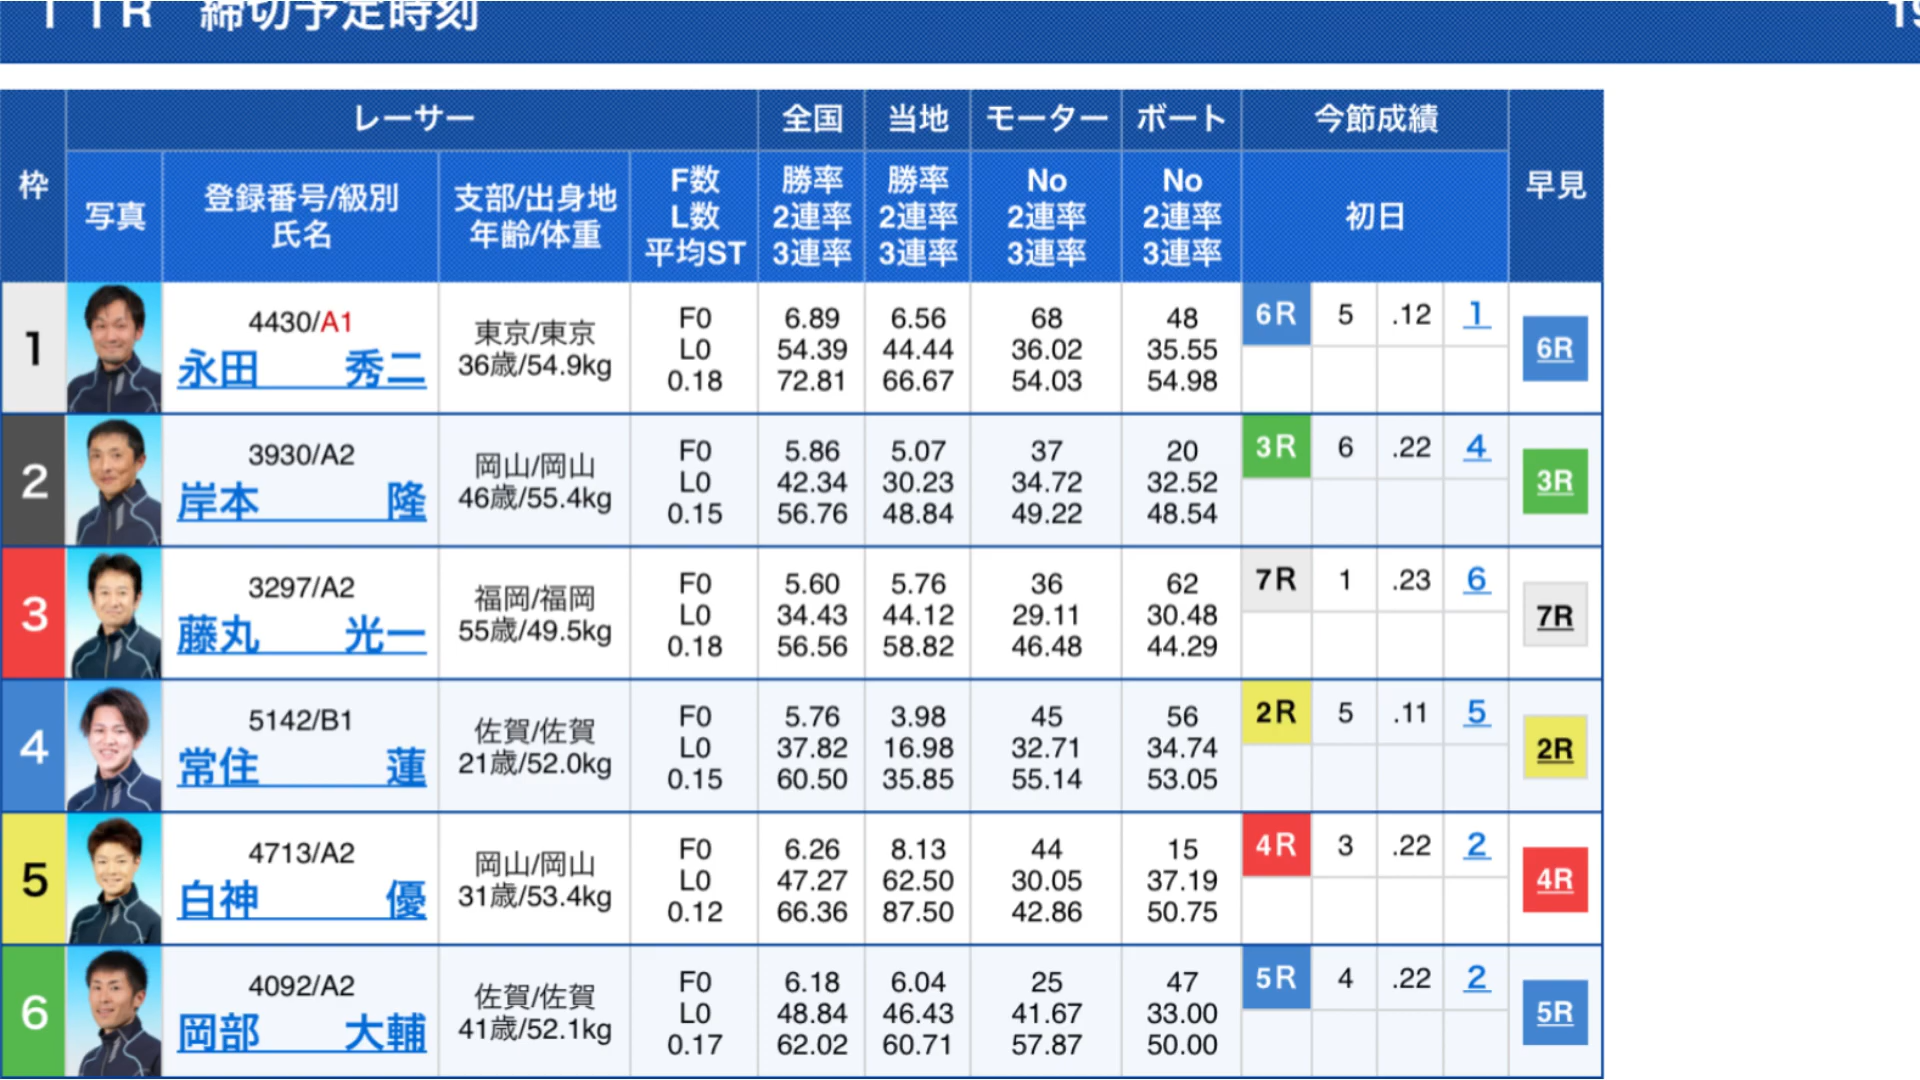 11R 締切予定時刻
枠 レーサー 全国 当地 モーター ボート 今節成績 早見
写真 登録番号/級別 氏名 支部/出身地 年齢/体重 F数 L数 平均ST 勝率 2連率 3連率 勝率 2連率 3連率 No 2連率 3連率 No 2連率 3連率 初日
1 4430/A1 東京/東京 F0 6.89 6.56 68 48 6R 5 .12 1 6R
永田 秀二 36歳/54.9kg L0 54.39 44.44 36.02 35.55
0.18 72.81 66.67 54.03 54.98
2 3930/A2 岡山/岡山 F0 5.86 5.07 37 20 3R 6 .22 4 3R
岸本 隆 46歳/55.4kg L0 42.34 30.23 34.72 32.52
0.15 56.76 48.84 49.22 48.54
3 3297/A2 福岡/福岡 F0 5.60 5.76 36 62 7R 1 .23 6 7R
藤丸 光一 55歳/49.5kg L0 34.43 44.12 29.11 30.48
0.18 56.56 58.82 46.48 44.29
4 5142/B1 佐賀/佐賀 F0 5.76 3.98 45 56 2R 5 .11 5 2R
常住 蓮 21歳/52.0kg L0 37.82 16.98 32.71 34.74
0.15 60.50 35.85 55.14 53.05
5 4713/A2 岡山/岡山 F0 6.26 8.13 44 15 4R 3 .22 2 4R
白神 優 31歳/53.4kg L0 47.27 62.50 30.05 37.19
0.12 66.36 87.50 42.86 50.75
6 4092/A2 佐賀/佐賀 F0 6.18 6.04 25 47 5R 4 .22 2 5R
岡部 大輔 41歳/52.1kg L0 48.84 46.43 41.67 33.00
0.17 62.02 60.71 57.87 50.00